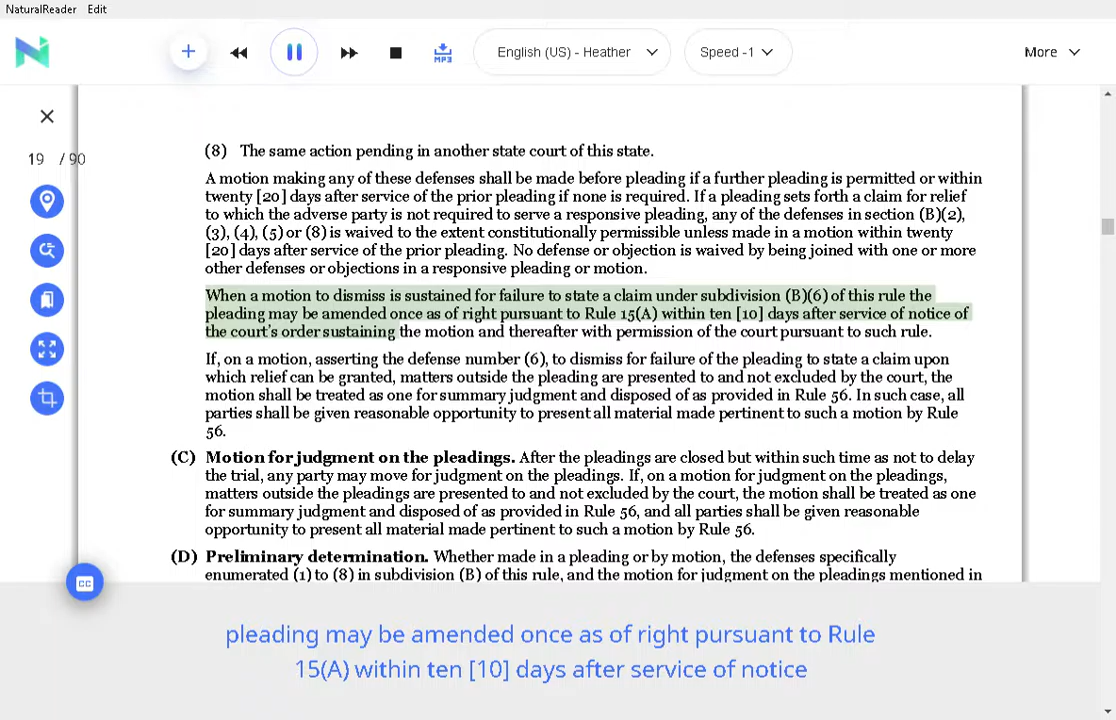 NaturalReader Edit
English (US) - Heather
Speed -1
More
MP3
19 / 90
(8) The same action pending in another state court of this state.
A motion making any of these defenses shall be made before pleading if a further pleading is permitted or within
twenty [20] days after service of the prior pleading if none is required. If a pleading sets forth a claim for relief
to which the adverse party is not required to serve a responsive pleading, any of the defenses in section (B)(2),
(3), (4), (5) or (8) is waived to the extent constitutionally permissible unless made in a motion within twenty
[20] days after service of the prior pleading. No defense or objection is waived by being joined with one or more
other defenses or objections in a responsive pleading or motion.
When a motion to dismiss is sustained for failure to state a claim under subdivision (B)(6) of this rule the
pleading may be amended once as of right pursuant to Rule 15(A) within ten [10] days after service of notice of
the court's order sustaining the motion and thereafter with permission of the court pursuant to such rule.
If, on a motion, asserting the defense number (6), to dismiss for failure of the pleading to state a claim upon
which relief can be granted, matters outside the pleading are presented to and not excluded by the court, the
motion shall be treated as one for summary judgment and disposed of as provided in Rule 56. In such case, all
parties shall be given reasonable opportunity to present all material made pertinent to such a motion by Rule
56.
(C) Motion for judgment on the pleadings. After the pleadings are closed but within such time as not to delay
the trial, any party may move for judgment on the pleadings. If, on a motion for judgment on the pleadings,
matters outside the pleadings are presented to and not excluded by the court, the motion shall be treated as one
for summary judgment and disposed of as provided in Rule 56, and all parties shall be given reasonable
opportunity to present all material made pertinent to such a motion by Rule 56.
(D) Preliminary determination. Whether made in a pleading or by motion, the defenses specifically
enumerated (1) to (8) in subdivision (B) of this rule, and the motion for judgment on the pleadings mentioned in
CC
pleading may be amended once as of right pursuant to Rule
15(A) within ten [10] days after service of notice